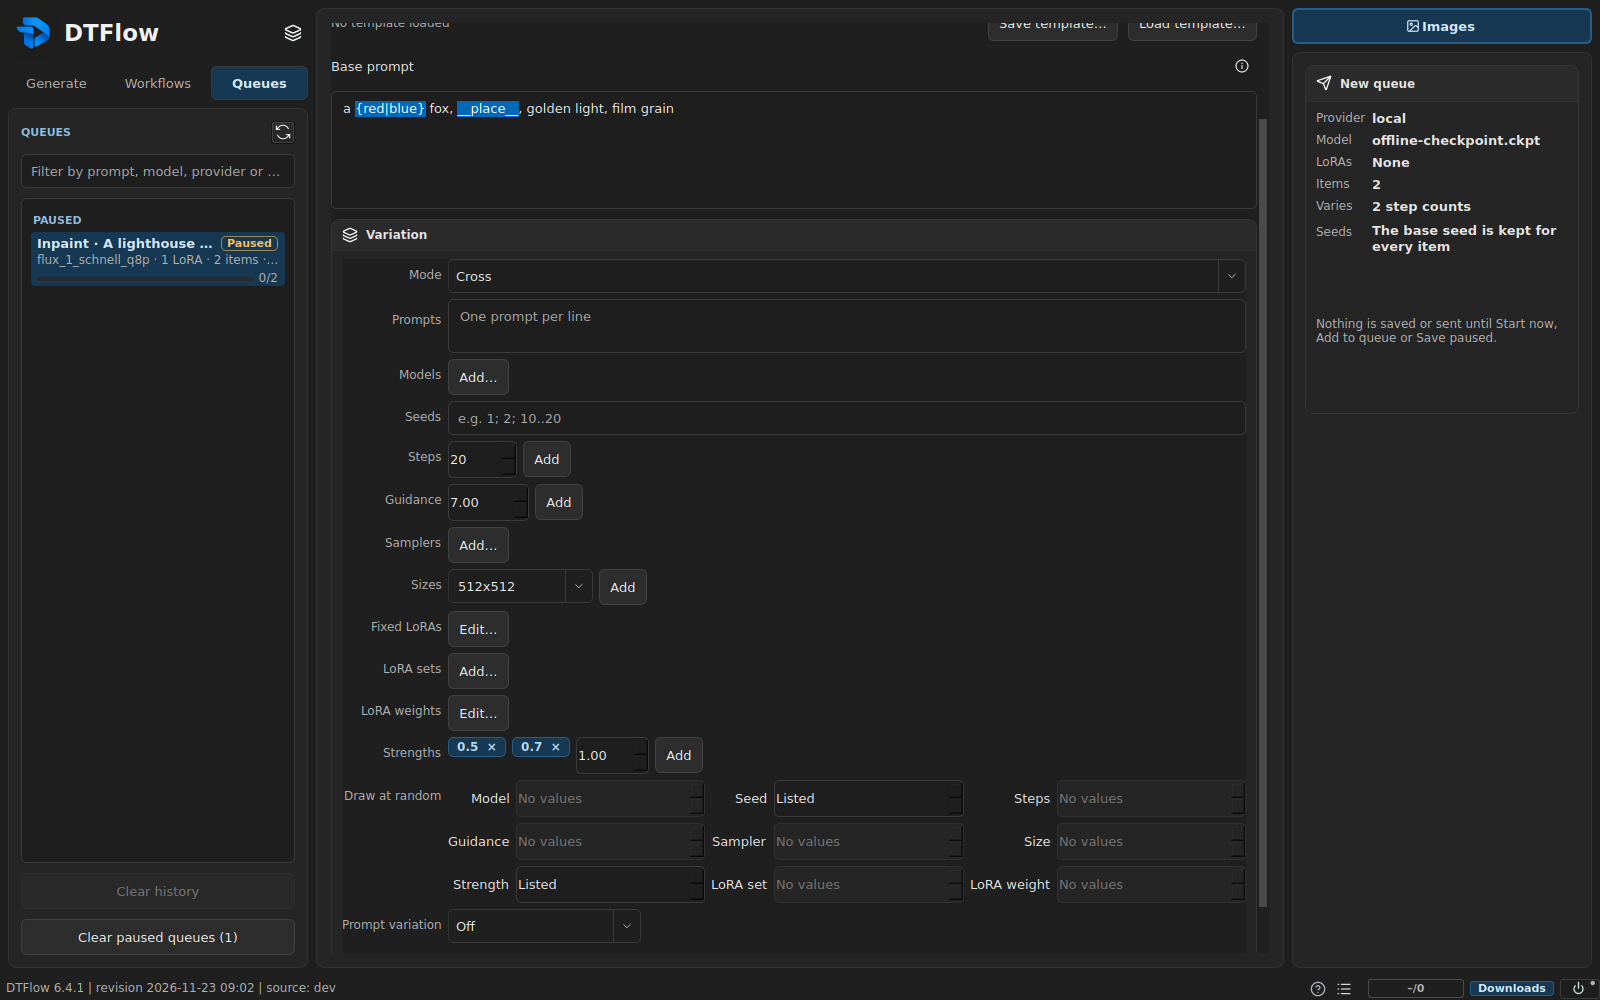 DTFlow
Generate
Workflows
Queues
QUEUES
Filter by prompt, model, provider or ...
PAUSED
Inpaint · A lighthouse ...
Paused
flux_1_schnell_q8p · 1 LoRA · 2 items ·...
0/2
Clear history
Clear paused queues (1)
No template loaded
Save template...
Load template...
Base prompt
a {red|blue} fox, __place__, golden light, film grain
Variation
Mode
Cross
Prompts
One prompt per line
Models
Add...
Seeds
e.g. 1; 2; 10..20
Steps
20
Add
Guidance
7.00
Add
Samplers
Add...
Sizes
512x512
Add
Fixed LoRAs
Edit...
LoRA sets
Add...
LoRA weights
Edit...
Strengths
0.5 ×
0.7 ×
1.00
Add
Draw at random
Model
No values
Seed
Listed
Steps
No values
Guidance
No values
Sampler
No values
Size
No values
Strength
Listed
LoRA set
No values
LoRA weight
No values
Prompt variation
Off
Images
New queue
Provider local
Model offline-checkpoint.ckpt
LoRAs None
Items 2
Varies 2 step counts
Seeds The base seed is kept for
every item
Nothing is saved or sent until Start now,
Add to queue or Save paused.
DTFlow 6.4.1 | revision 2026-11-23 09:02 | source: dev
-/0
Downloads